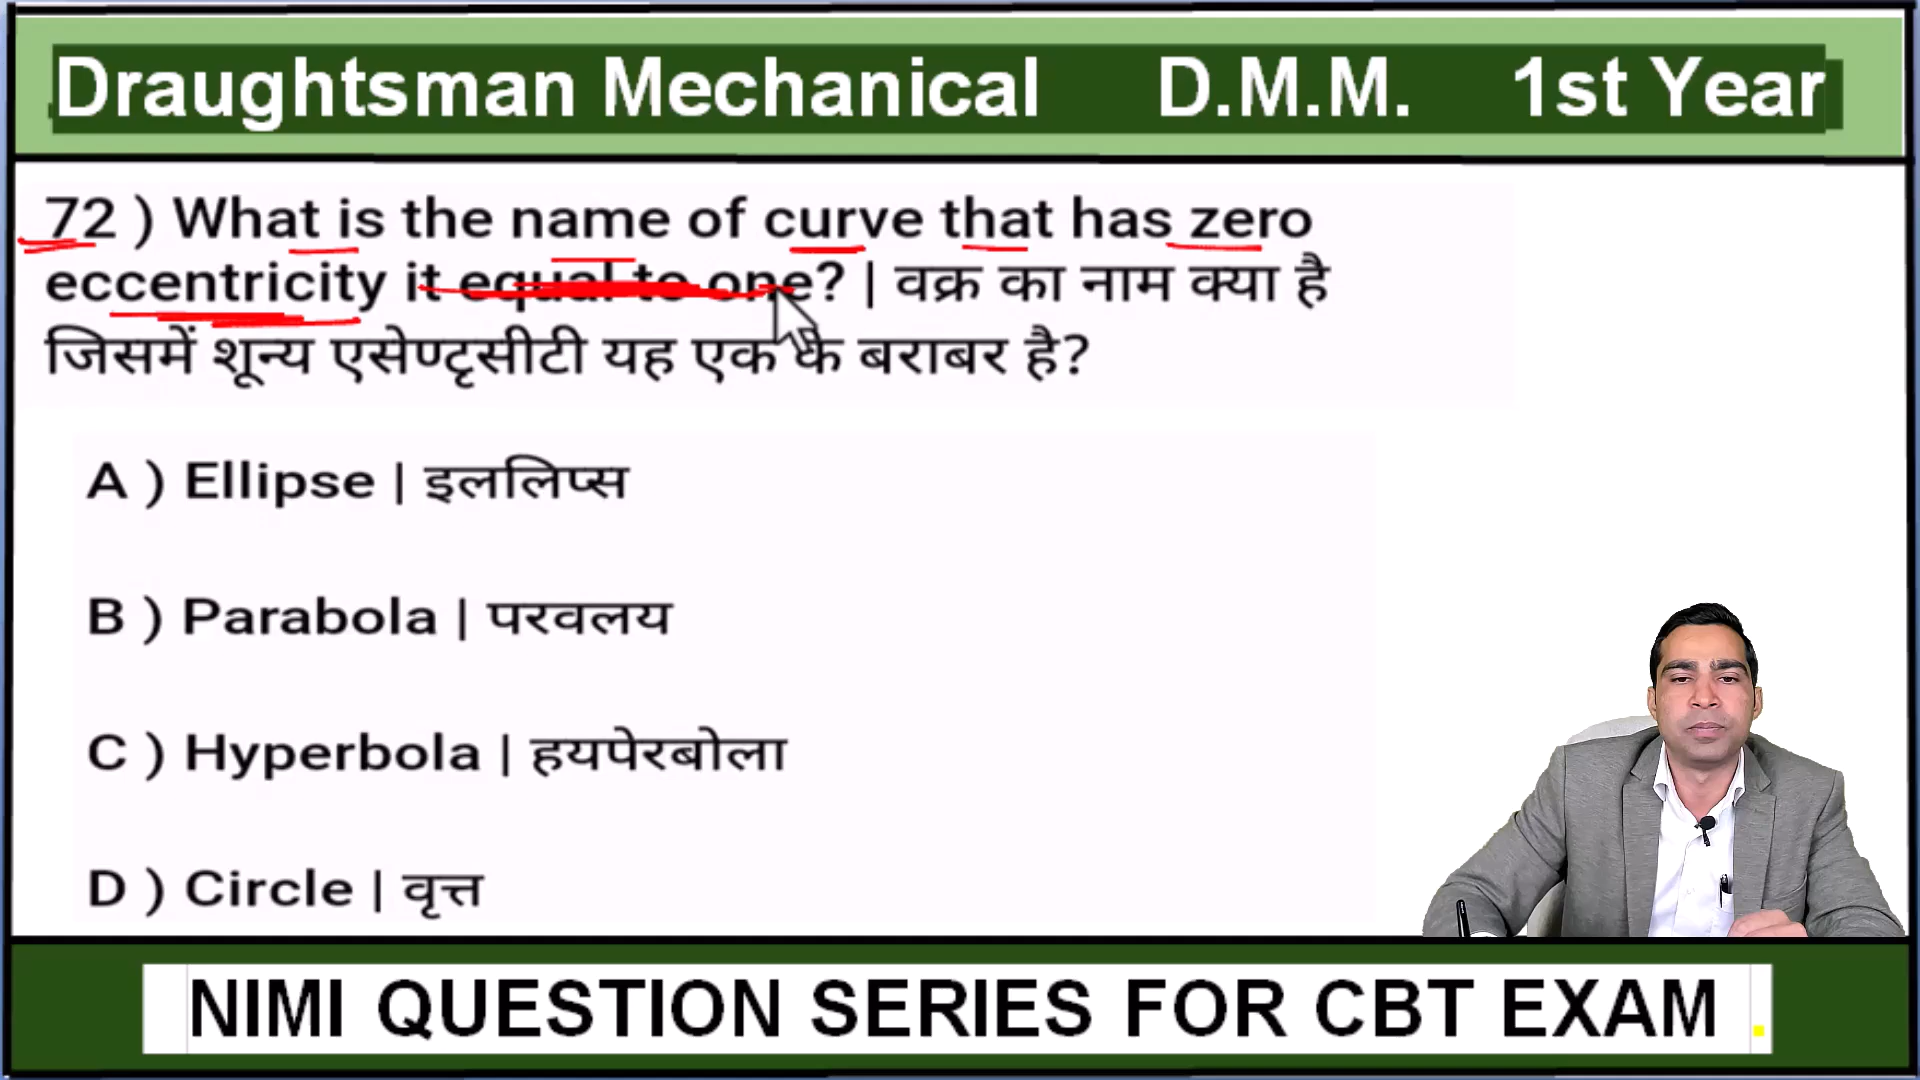 Draughtsman Mechanical D.M.M. 1st Year
72 ) What is the name of curve that has zero
eccentricity it equal to one? | वक्र का नाम क्या है
जिसमें शून्य एसेण्टृसीटी यह एक के बराबर है?
A ) Ellipse | इललिप्स
B ) Parabola | परवलय
C ) Hyperbola | हयपेरबोला
D ) Circle | वृत्त
NIMI QUESTION SERIES FOR CBT EXAM .